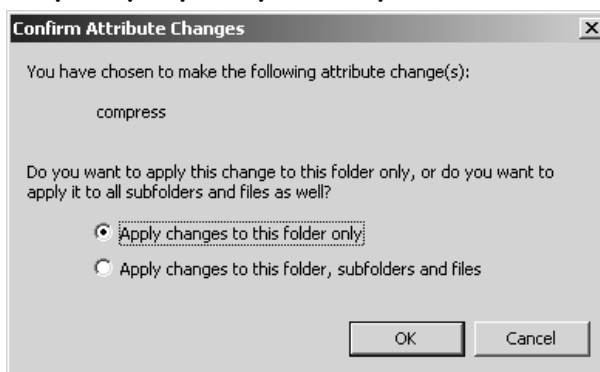 Confirm Attribute Changes
You have chosen to make the following attribute change(s):
compress
Do you want to apply this change to this folder only, or do you want to
apply it to all subfolders and files as well?
Apply changes to this folder only
Apply changes to this folder, subfolders and files
OK Cancel